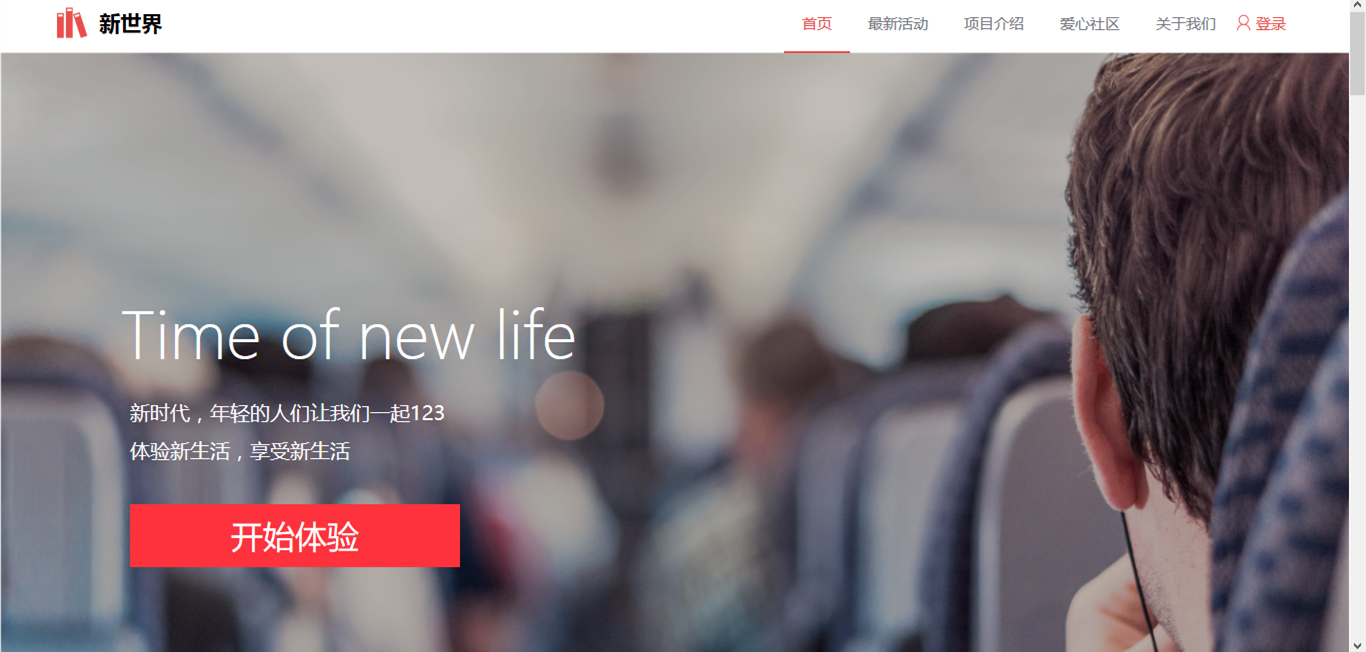 新世界
首页 最新活动 项目介绍 爱心社区 关于我们 登录
Time of new life
新时代，年轻的人们让我们一起123
体验新生活，享受新生活
开始体验